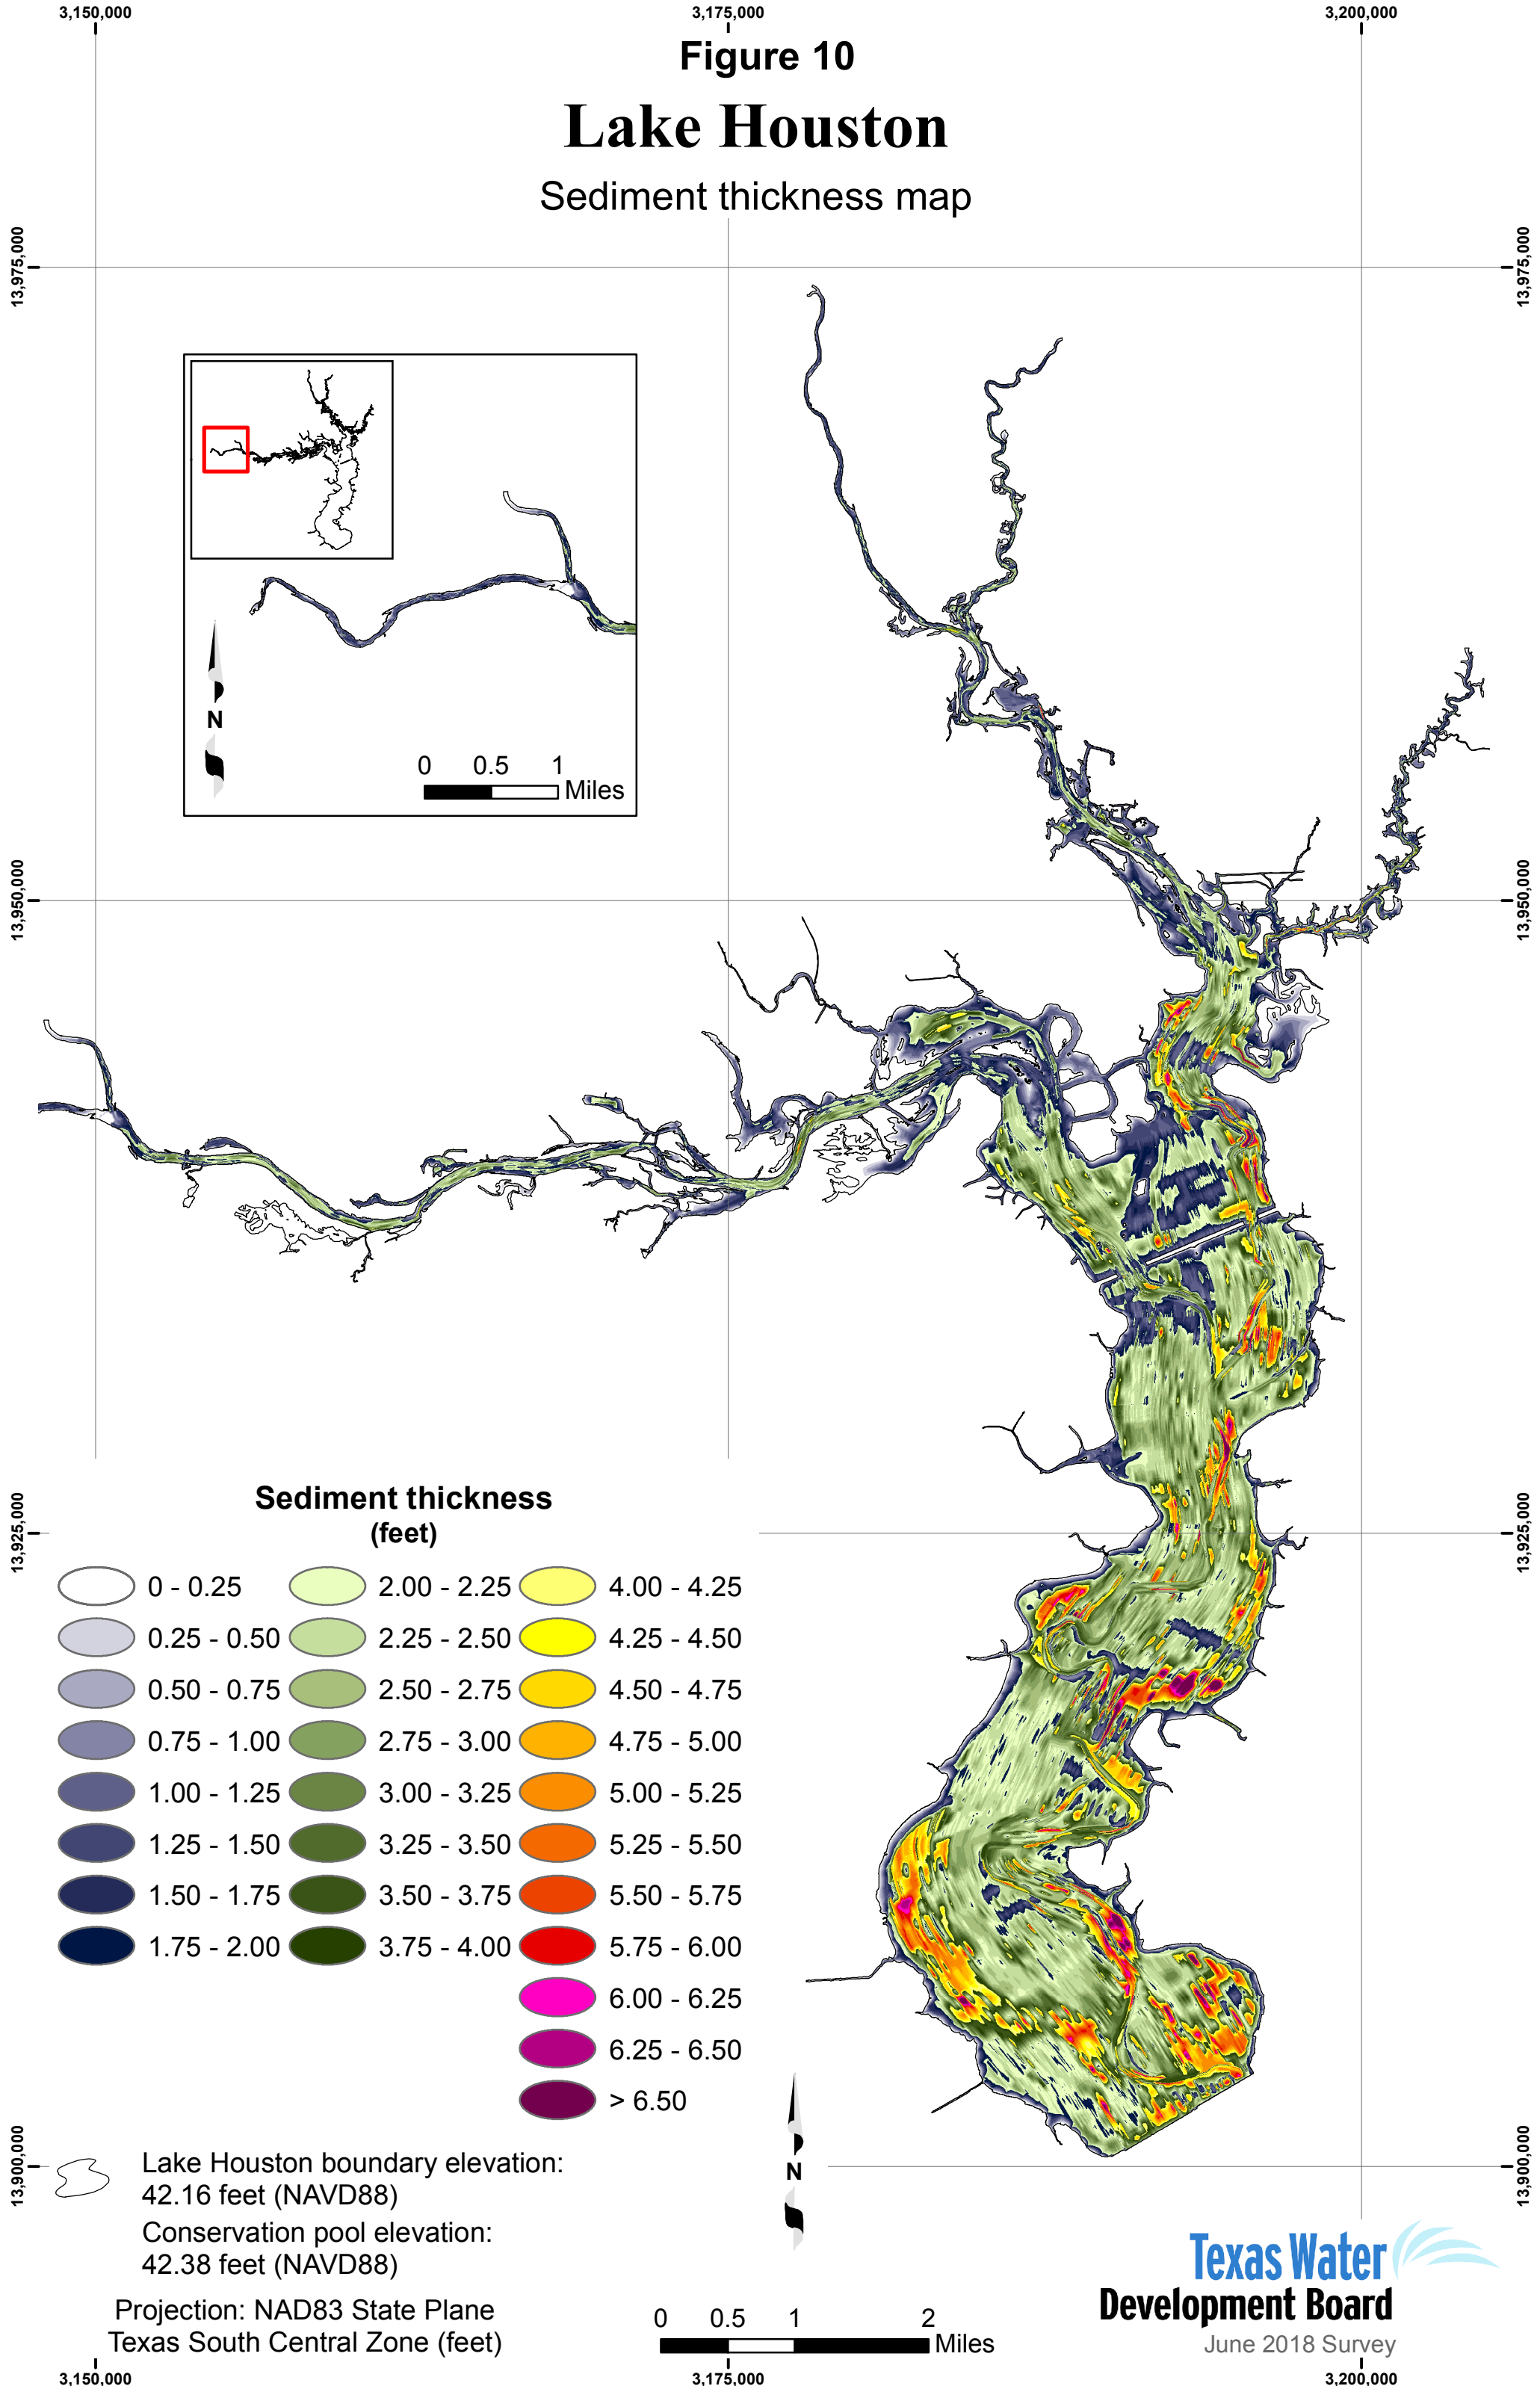 3,150,000
3,175,000
3,200,000
Figure 10
Lake Houston
Sediment thickness map
13,975,000
13,975,000
N
0 0.5 1
Miles
13,950,000
13,950,000
13,925,000
13,925,000
Sediment thickness
(feet)
0 - 0.25
0.25 - 0.50
0.50 - 0.75
0.75 - 1.00
1.00 - 1.25
1.25 - 1.50
1.50 - 1.75
1.75 - 2.00
2.00 - 2.25
2.25 - 2.50
2.50 - 2.75
2.75 - 3.00
3.00 - 3.25
3.25 - 3.50
3.50 - 3.75
3.75 - 4.00
4.00 - 4.25
4.25 - 4.50
4.50 - 4.75
4.75 - 5.00
5.00 - 5.25
5.25 - 5.50
5.50 - 5.75
5.75 - 6.00
6.00 - 6.25
6.25 - 6.50
> 6.50
Lake Houston boundary elevation:
42.16 feet (NAVD88)
Conservation pool elevation:
42.38 feet (NAVD88)
Projection: NAD83 State Plane
Texas South Central Zone (feet)
N
0 0.5 1 2
Miles
13,900,000
13,900,000
Texas Water
Development Board
June 2018 Survey
3,150,000
3,175,000
3,200,000